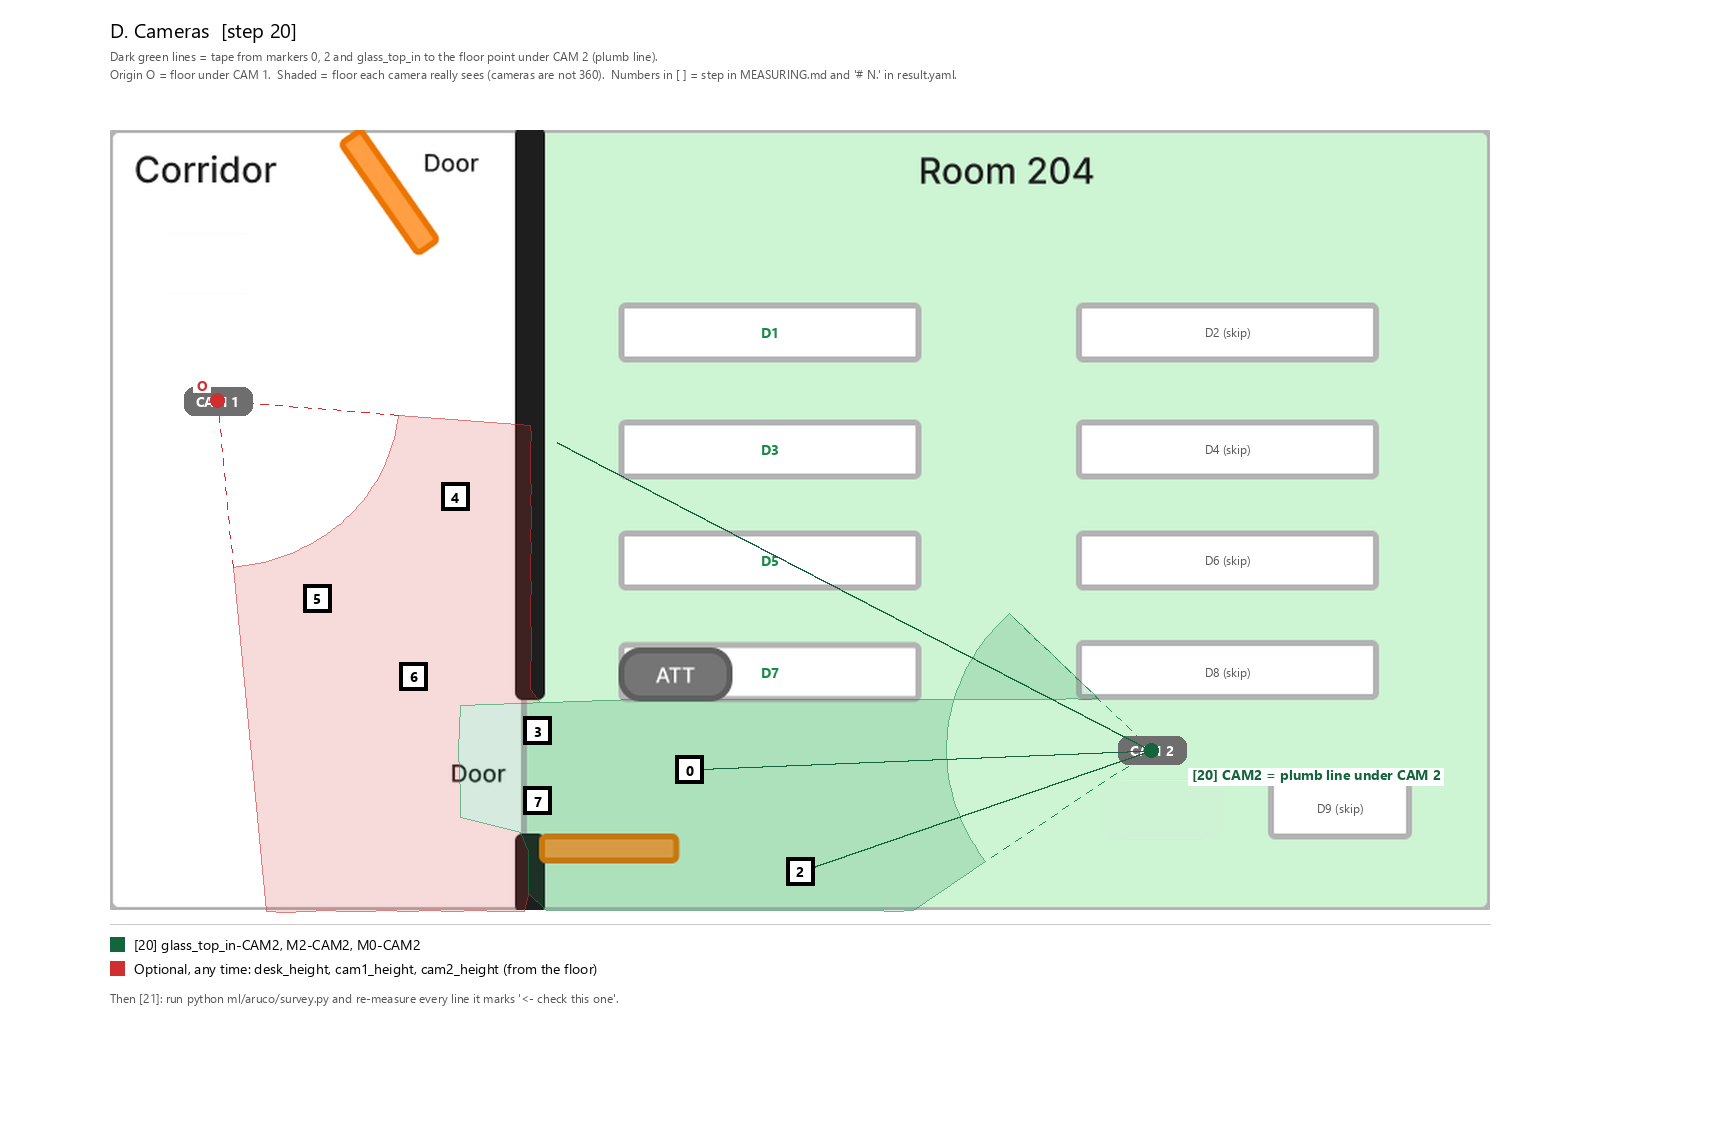 D. Cameras  [step 20]
Dark green lines = tape from markers 0, 2 and glass_top_in to the floor point under CAM 2 (plumb line).
Origin O = floor under CAM 1.  Shaded = floor each camera really sees (cameras are not 360).  Numbers in [ ] = step in MEASURING.md and '# N.' in result.yaml.
Corridor
Door
Room 204
D1
D2 (skip)
O
CAM 1
D3
D4 (skip)
4
D5
D6 (skip)
5
6
ATT
D7
D8 (skip)
3
0
CAM 2
[20] CAM2 = plumb line under CAM 2
Door
7
D9 (skip)
2
[20] glass_top_in-CAM2, M2-CAM2, M0-CAM2
Optional, any time: desk_height, cam1_height, cam2_height (from the floor)
Then [21]: run python ml/aruco/survey.py and re-measure every line it marks '<- check this one'.